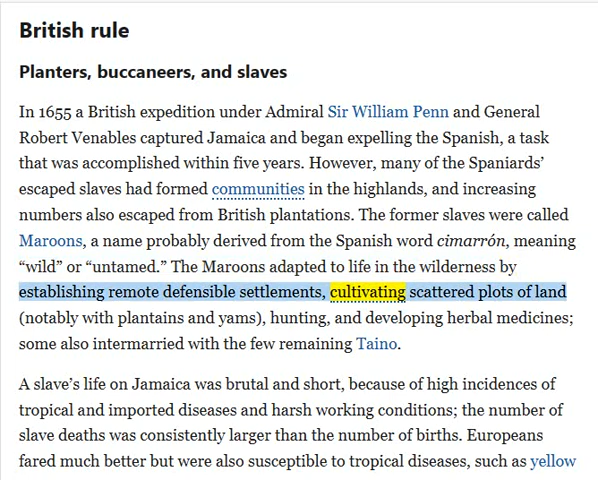 British rule
Planters, buccaneers, and slaves
In 1655 a British expedition under Admiral Sir William Penn and General
Robert Venables captured Jamaica and began expelling the Spanish, a task
that was accomplished within five years. However, many of the Spaniards’
escaped slaves had formed communities in the highlands, and increasing
numbers also escaped from British plantations. The former slaves were called
Maroons, a name probably derived from the Spanish word cimarrón, meaning
“wild” or “untamed.” The Maroons adapted to life in the wilderness by
establishing remote defensible settlements, cultivating scattered plots of land
(notably with plantains and yams), hunting, and developing herbal medicines;
some also intermarried with the few remaining Taino.
A slave’s life on Jamaica was brutal and short, because of high incidences of
tropical and imported diseases and harsh working conditions; the number of
slave deaths was consistently larger than the number of births. Europeans
fared much better but were also susceptible to tropical diseases, such as yellow